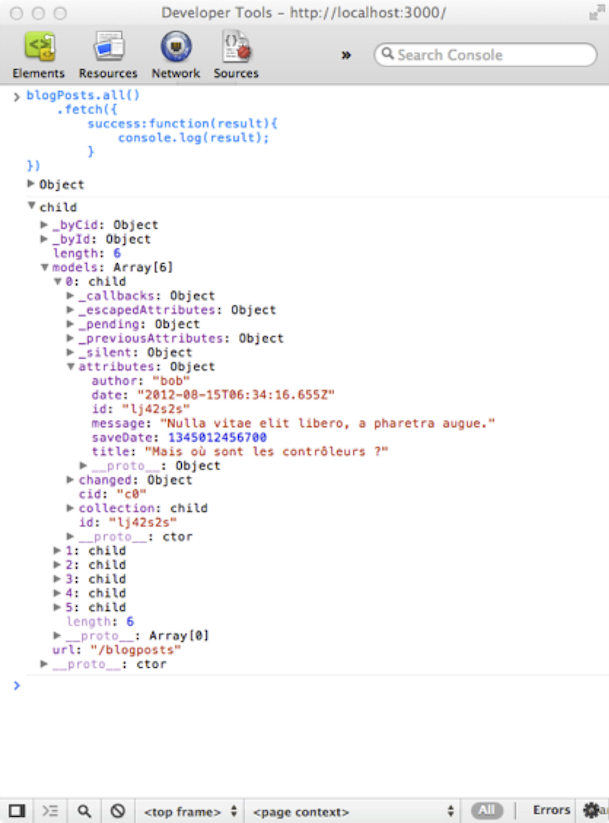 Developer Tools - http://localhost:3000/
Elements Resources Network Sources » Search Console
> blogPosts.all()
.fetch({
success:function(result){
console.log(result);
}
})
▶ Object
▼ child
▶ _byCid: Object
▶ _byId: Object
length: 6
▼ models: Array[6]
▼ 0: child
▶ _callbacks: Object
▶ _escapedAttributes: Object
▶ _pending: Object
▶ _previousAttributes: Object
▶ _silent: Object
▼ attributes: Object
author: "bob"
date: "2012-08-15T06:34:16.655Z"
id: "lj42s2s"
message: "Nulla vitae elit libero, a pharetra augue."
saveDate: 1345012456700
title: "Mais où sont les contrôleurs ?"
▶ __proto__: Object
▶ changed: Object
cid: "c0"
▶ collection: child
id: "lj42s2s"
▶ __proto__: ctor
▶ 1: child
▶ 2: child
▶ 3: child
▶ 4: child
▶ 5: child
length: 6
▶ __proto__: Array[0]
url: "/blogposts"
▶ __proto__: ctor
>
<top frame> <page context> All Errors